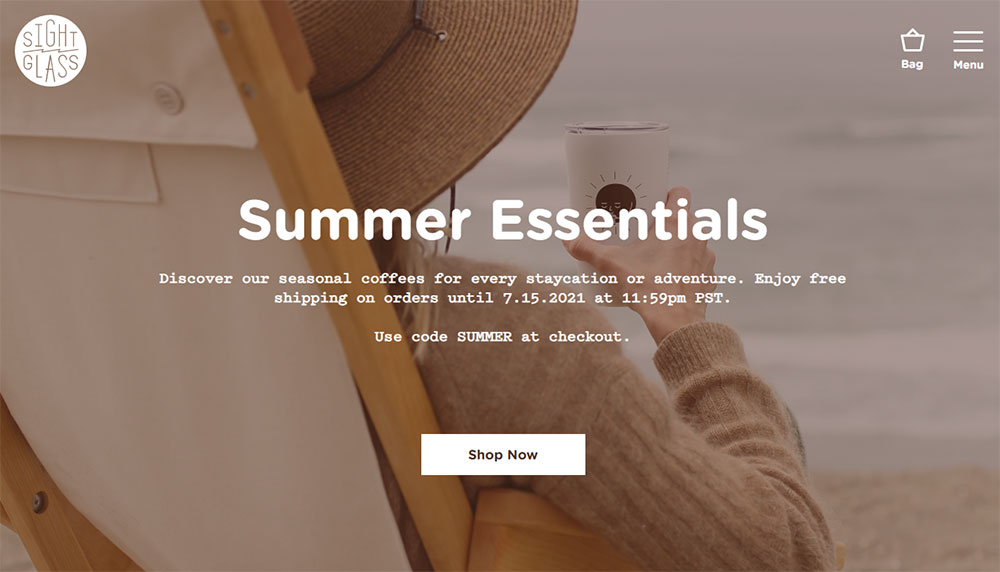 SIGHT
GLASS
Bag
Menu
Summer Essentials
Discover our seasonal coffees for every staycation or adventure. Enjoy free
shipping on orders until 7.15.2021 at 11:59pm PST.
Use code SUMMER at checkout.
Shop Now